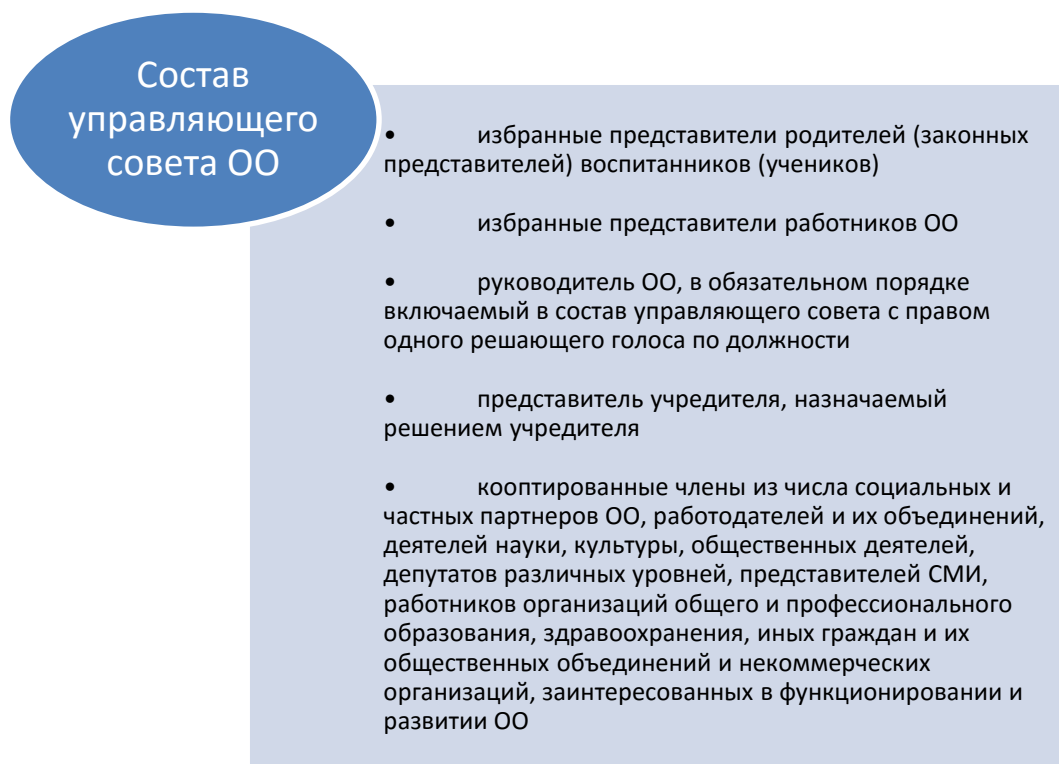 Состав
управляющего
совета ОО
• избранные представители родителей (законных
представителей) воспитанников (учеников)
• избранные представители работников ОО
• руководитель ОО, в обязательном порядке
включаемый в состав управляющего совета с правом
одного решающего голоса по должности
• представитель учредителя, назначаемый
решением учредителя
• кооптированные члены из числа социальных и
частных партнеров ОО, работодателей и их объединений,
деятелей науки, культуры, общественных деятелей,
депутатов различных уровней, представителей СМИ,
работников организаций общего и профессионального
образования, здравоохранения, иных граждан и их
общественных объединений и некоммерческих
организаций, заинтересованных в функционировании и
развитии ОО